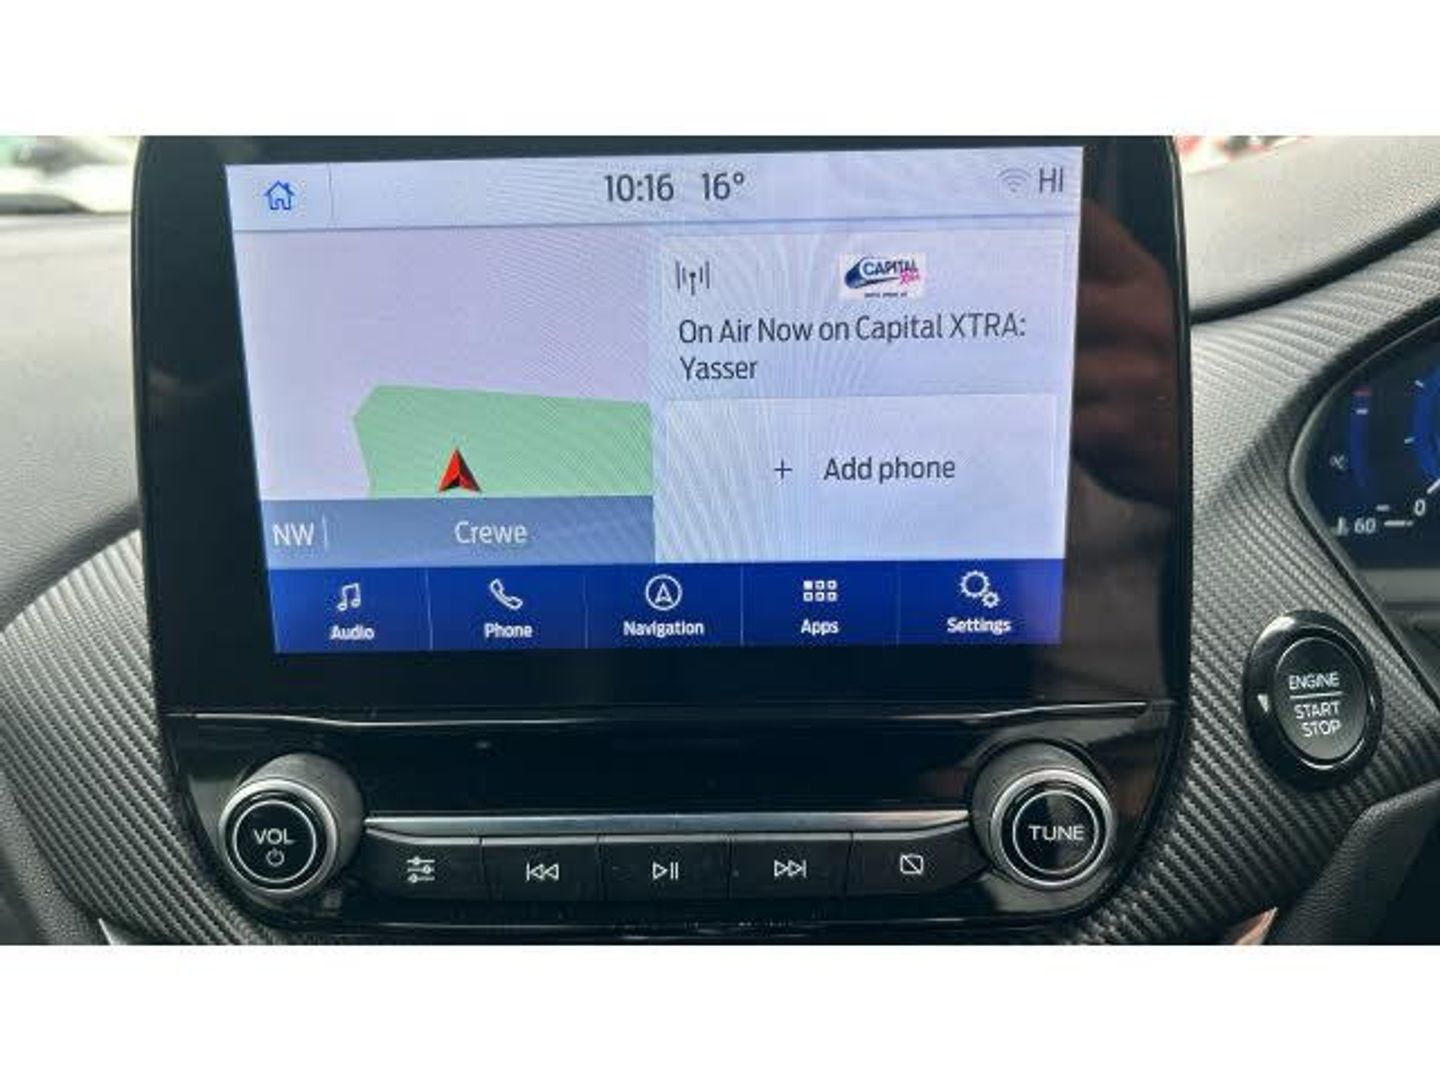 10:16 16° HI
CAPITAL
XTRA
On Air Now on Capital XTRA:
Yasser
+ Add phone
NW Crewe
Audio Phone Navigation Apps Settings
ENGINE
START
STOP
0
60
VOL
TUNE